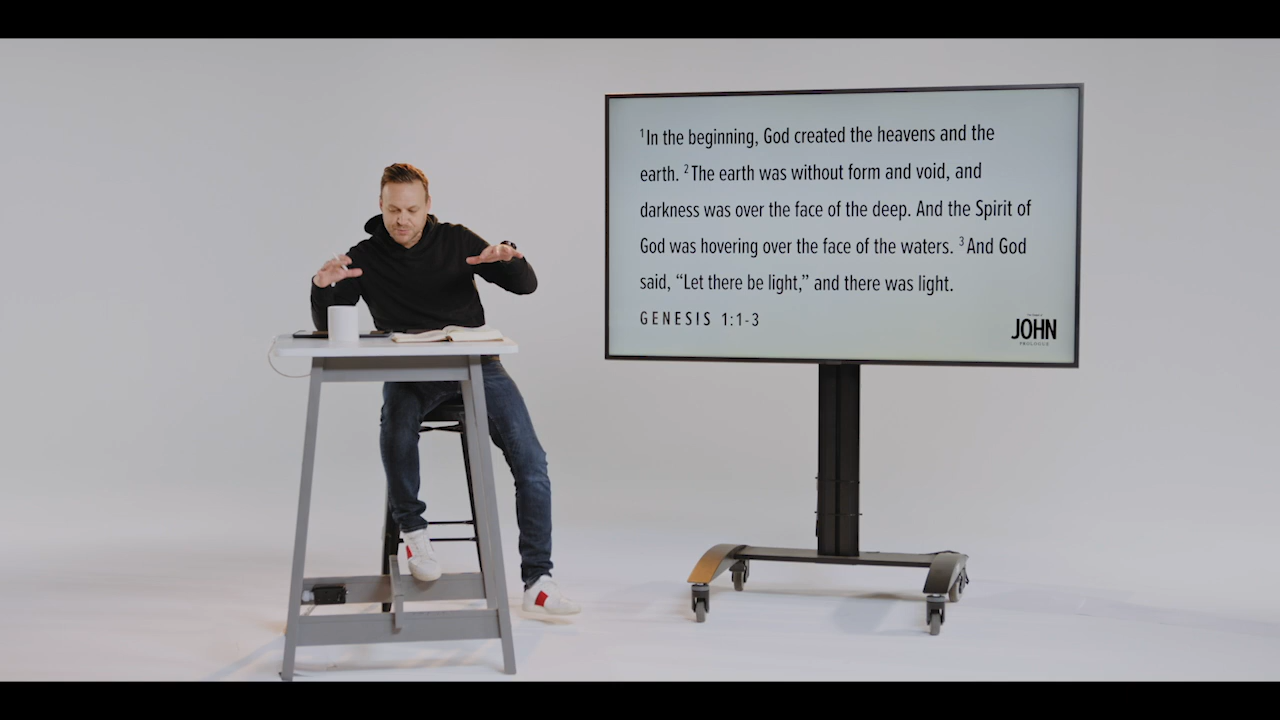 ¹In the beginning, God created the heavens and the
earth. ²The earth was without form and void, and
darkness was over the face of the deep. And the Spirit of
God was hovering over the face of the waters. ³And God
said, “Let there be light,” and there was light.
GENESIS 1:1-3
JOHN
PROLOGUE